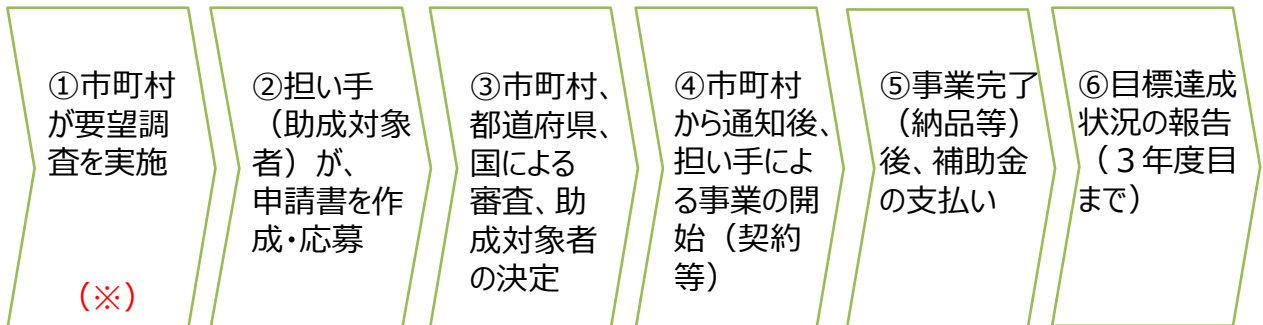 ①市町村
が要望調
査を実施
（※）
②担い手
（助成対象
者）が、
申請書を作
成・応募
③市町村、
都道府県、
国による
審査、助
成対象者
の決定
④市町村
から通知後、
担い手によ
る事業の開
始（契約
等）
⑤事業完了
（納品等）
後、補助金
の支払い
⑥目標達成
状況の報告
（３年度目
まで）